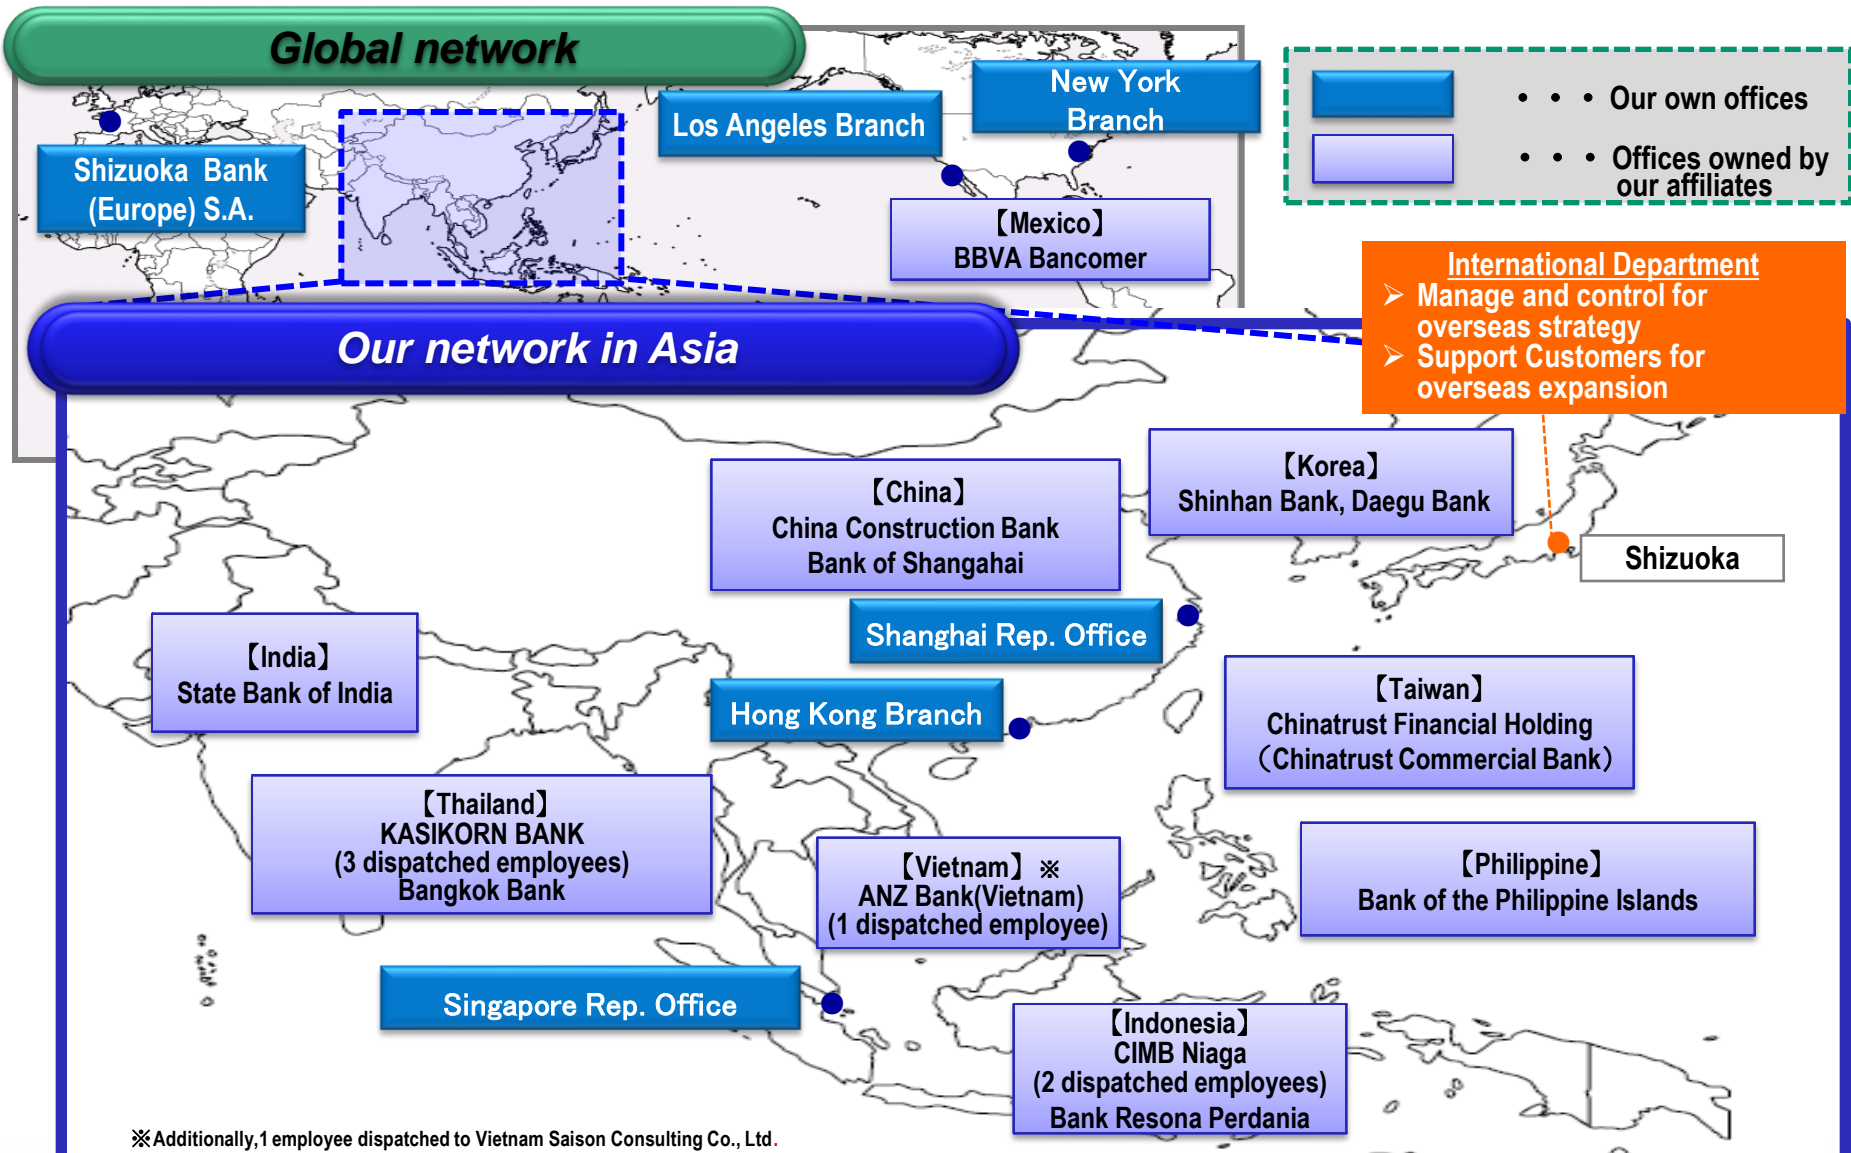 Global network
New York
Branch
Los Angeles Branch
Shizuoka Bank
(Europe) S.A.
【Mexico】
BBVA Bancomer
・・・ Our own offices
・・・ Offices owned by
our affiliates
International Department
➢ Manage and control for
overseas strategy
➢ Support Customers for
overseas expansion
Our network in Asia
【Korea】
Shinhan Bank, Daegu Bank
【China】
China Construction Bank
Bank of Shangahai
Shizuoka
Shanghai Rep. Office
【India】
State Bank of India
Hong Kong Branch
【Taiwan】
Chinatrust Financial Holding
（Chinatrust Commercial Bank）
【Thailand】
KASIKORN BANK
(3 dispatched employees)
Bangkok Bank
【Vietnam】※
ANZ Bank(Vietnam)
(1 dispatched employee)
【Philippine】
Bank of the Philippine Islands
Singapore Rep. Office
【Indonesia】
CIMB Niaga
(2 dispatched employees)
Bank Resona Perdania
※Additionally,1 employee dispatched to Vietnam Saison Consulting Co., Ltd.